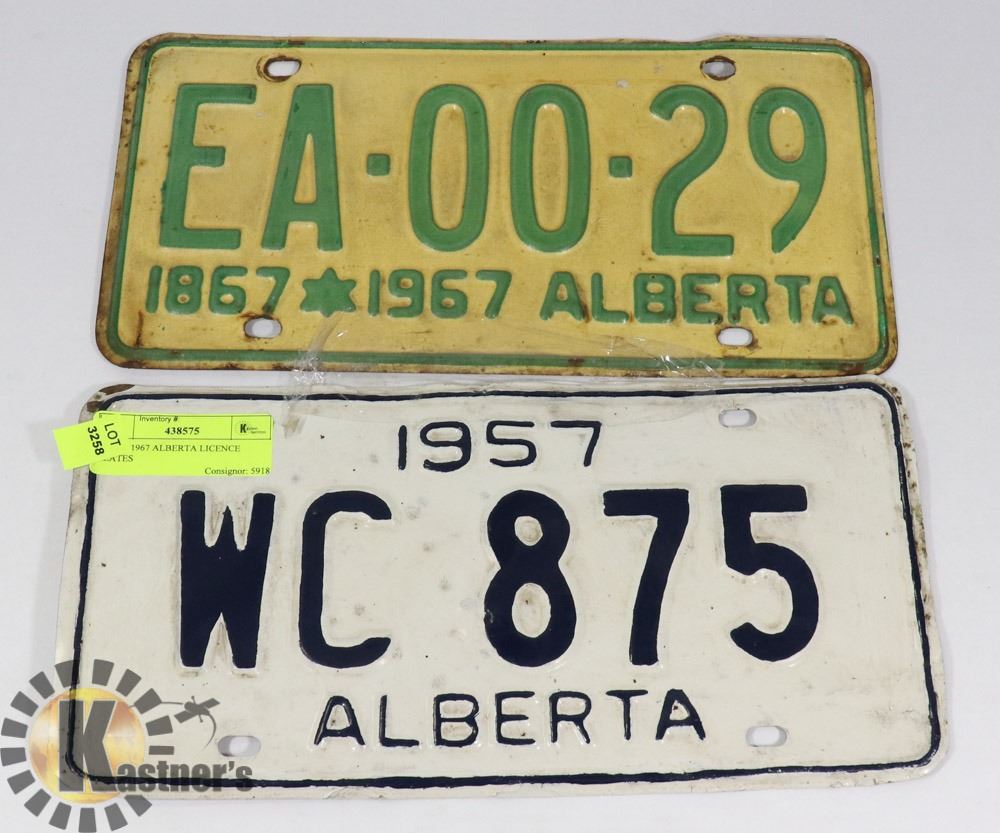 EA·00·29
1867 1967 ALBERTA
Inventory #:
438575
LOT
3258
1967 ALBERTA LICENCE
Consignor: 5918
1957
WC 875
ALBERTA
Kastner's